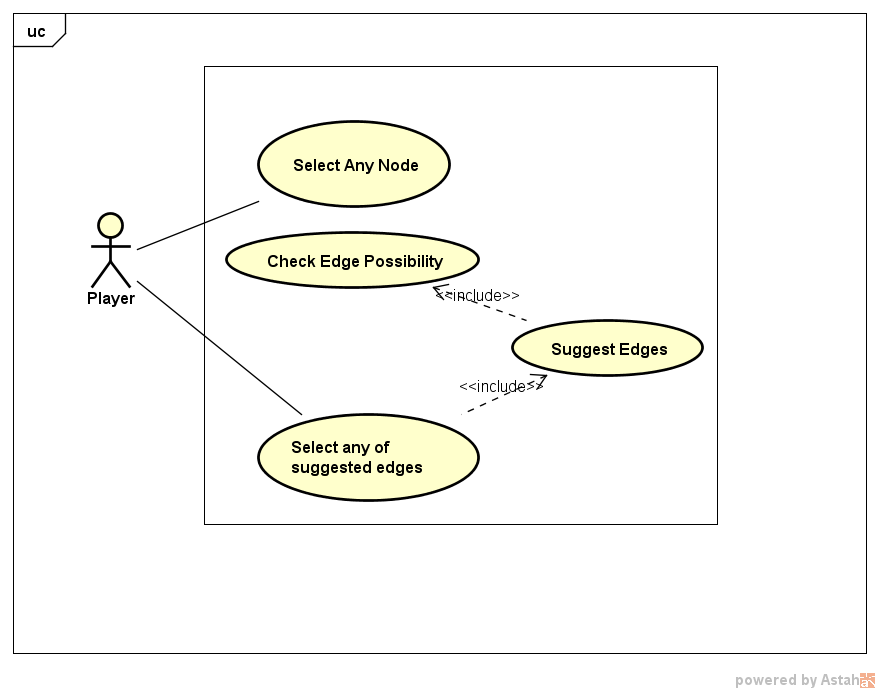 uc
Select Any Node
Check Edge Possibility
<<include>>
Player
Suggest Edges
<<include>>
Select any of
suggested edges
powered by Astah